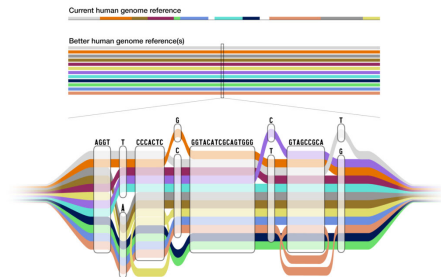 Current human genome reference
Better human genome reference(s)
G C T
AGGT T CCCACTC C GGTACATCGCAGTGGG T GTAGCCGCA G
A